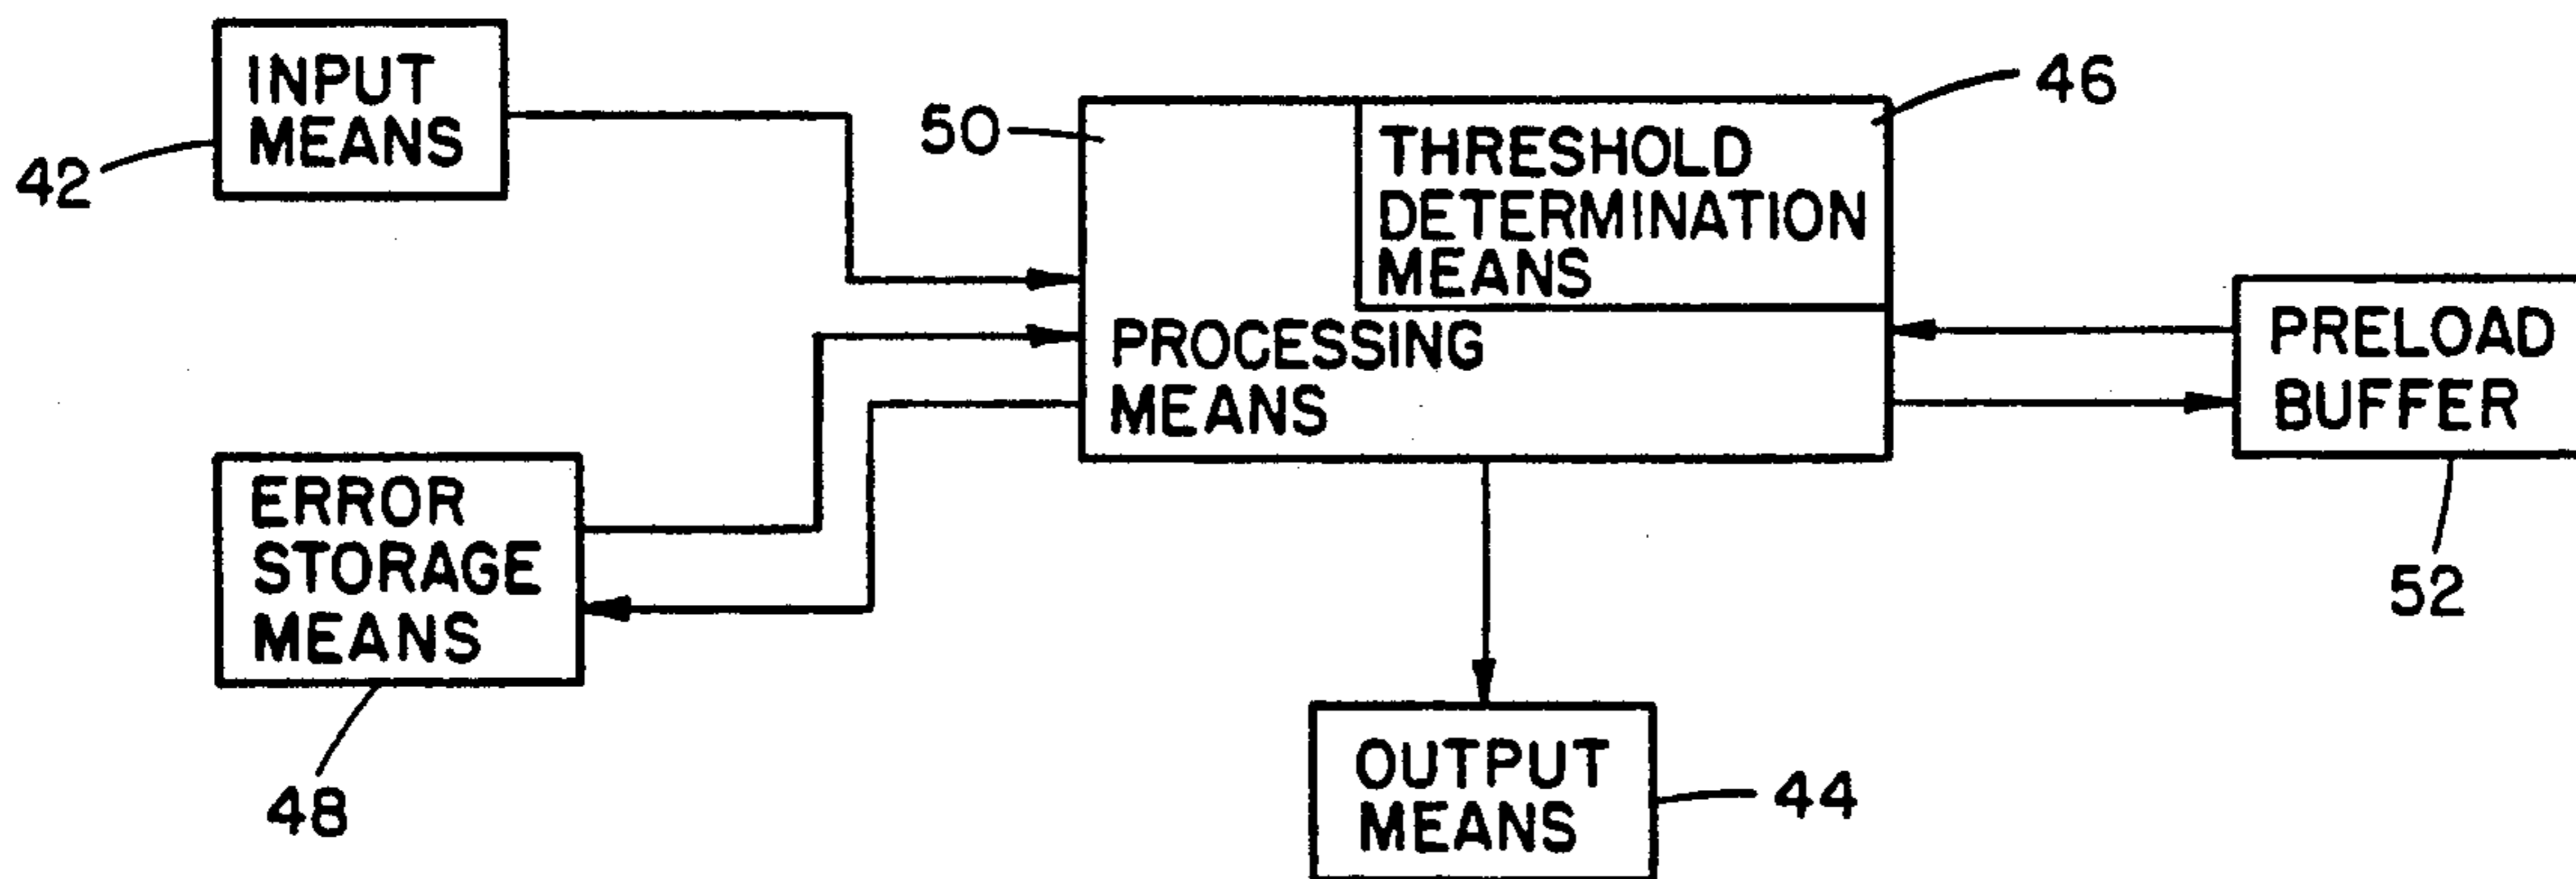 INPUT
MEANS
42
50
THRESHOLD
DETERMINATION
MEANS
46
PROCESSING
MEANS
PRELOAD
BUFFER
52
ERROR
STORAGE
MEANS
48
OUTPUT
MEANS
44